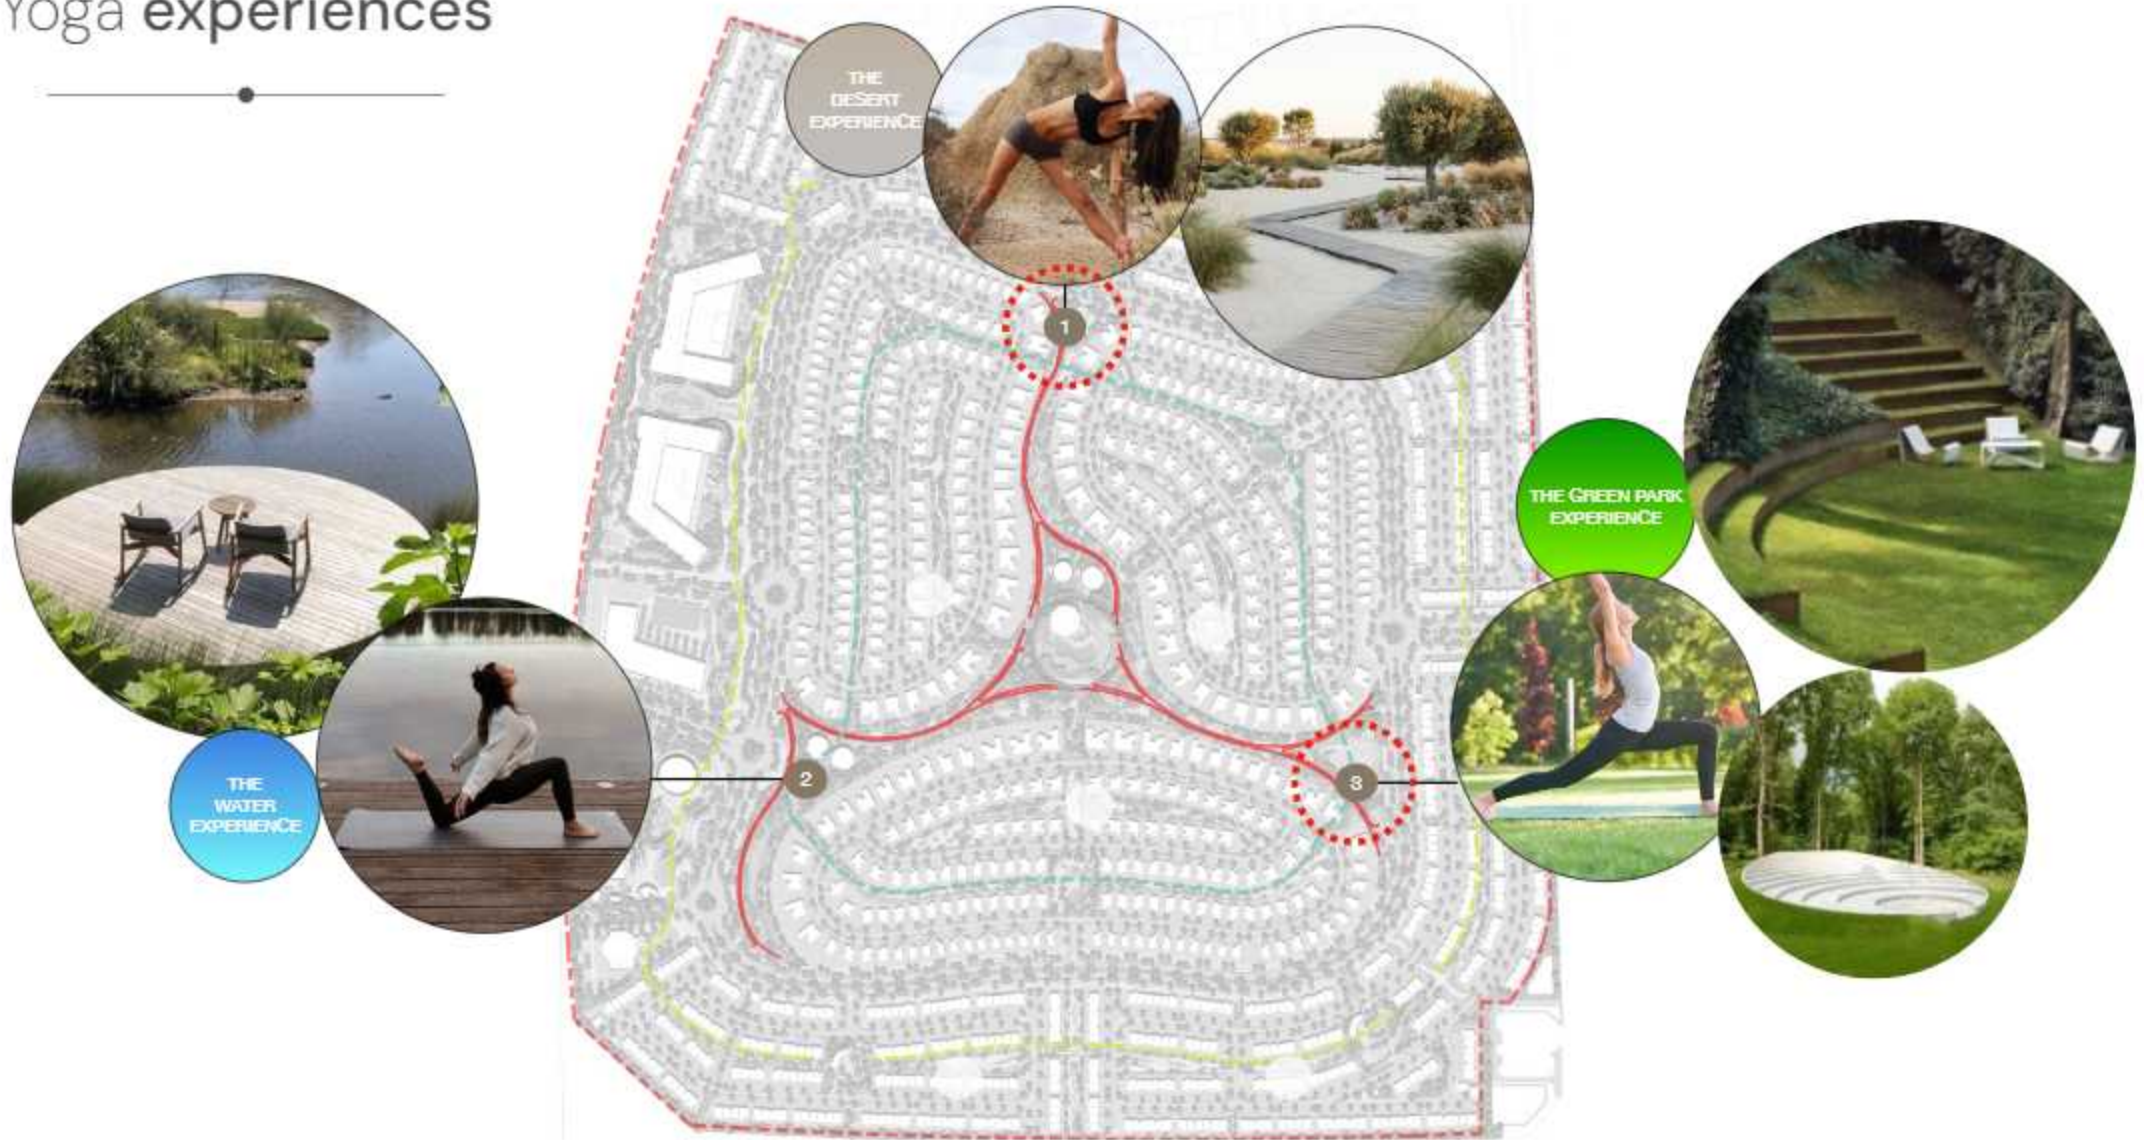 Yoga experiences
THE
DESERT
EXPERIENCE
1
THE GREEN PARK
EXPERIENCE
2
3
THE
WATER
EXPERIENCE